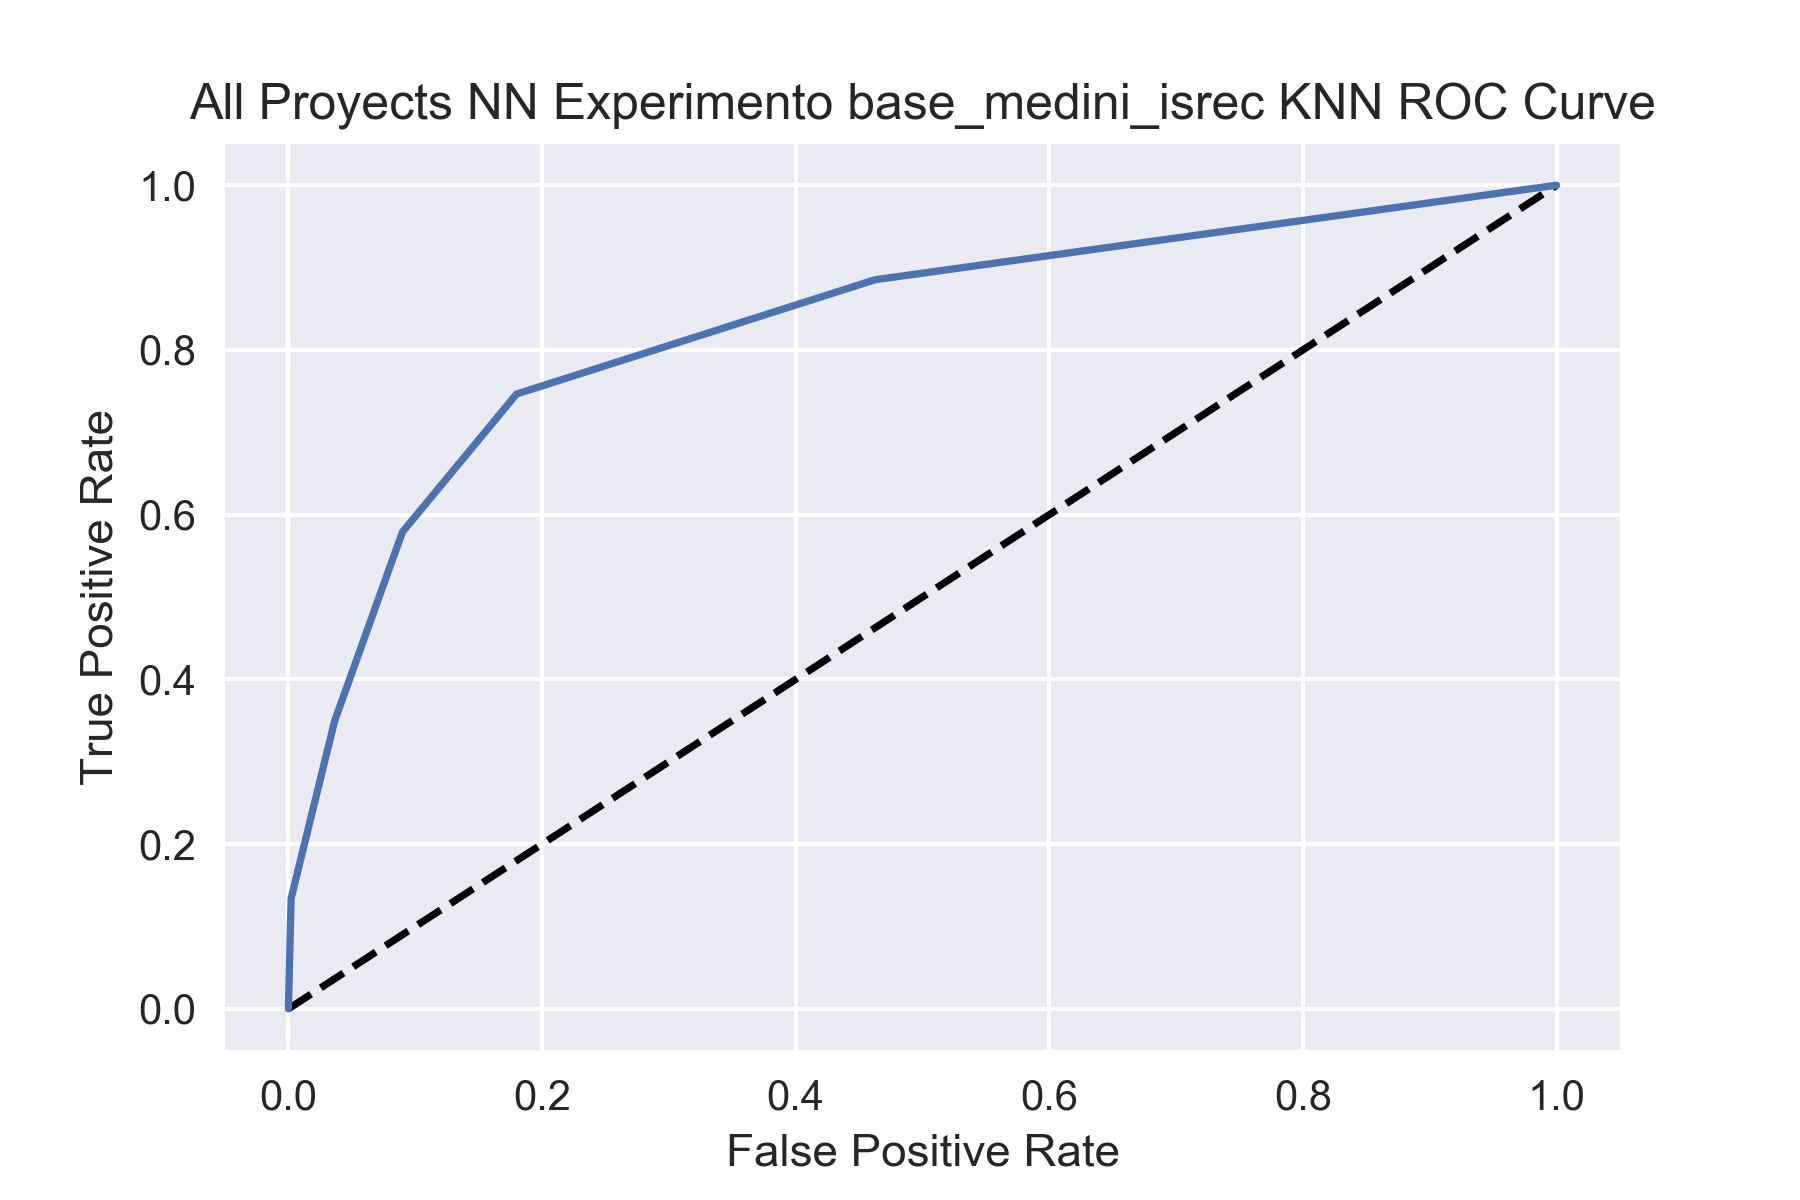 All Proyects NN Experimento base_medini_isrec KNN ROC Curve
1.0
0.8
0.6
0.4
0.2
0.0
True Positive Rate
0.0 0.2 0.4 0.6 0.8 1.0
False Positive Rate